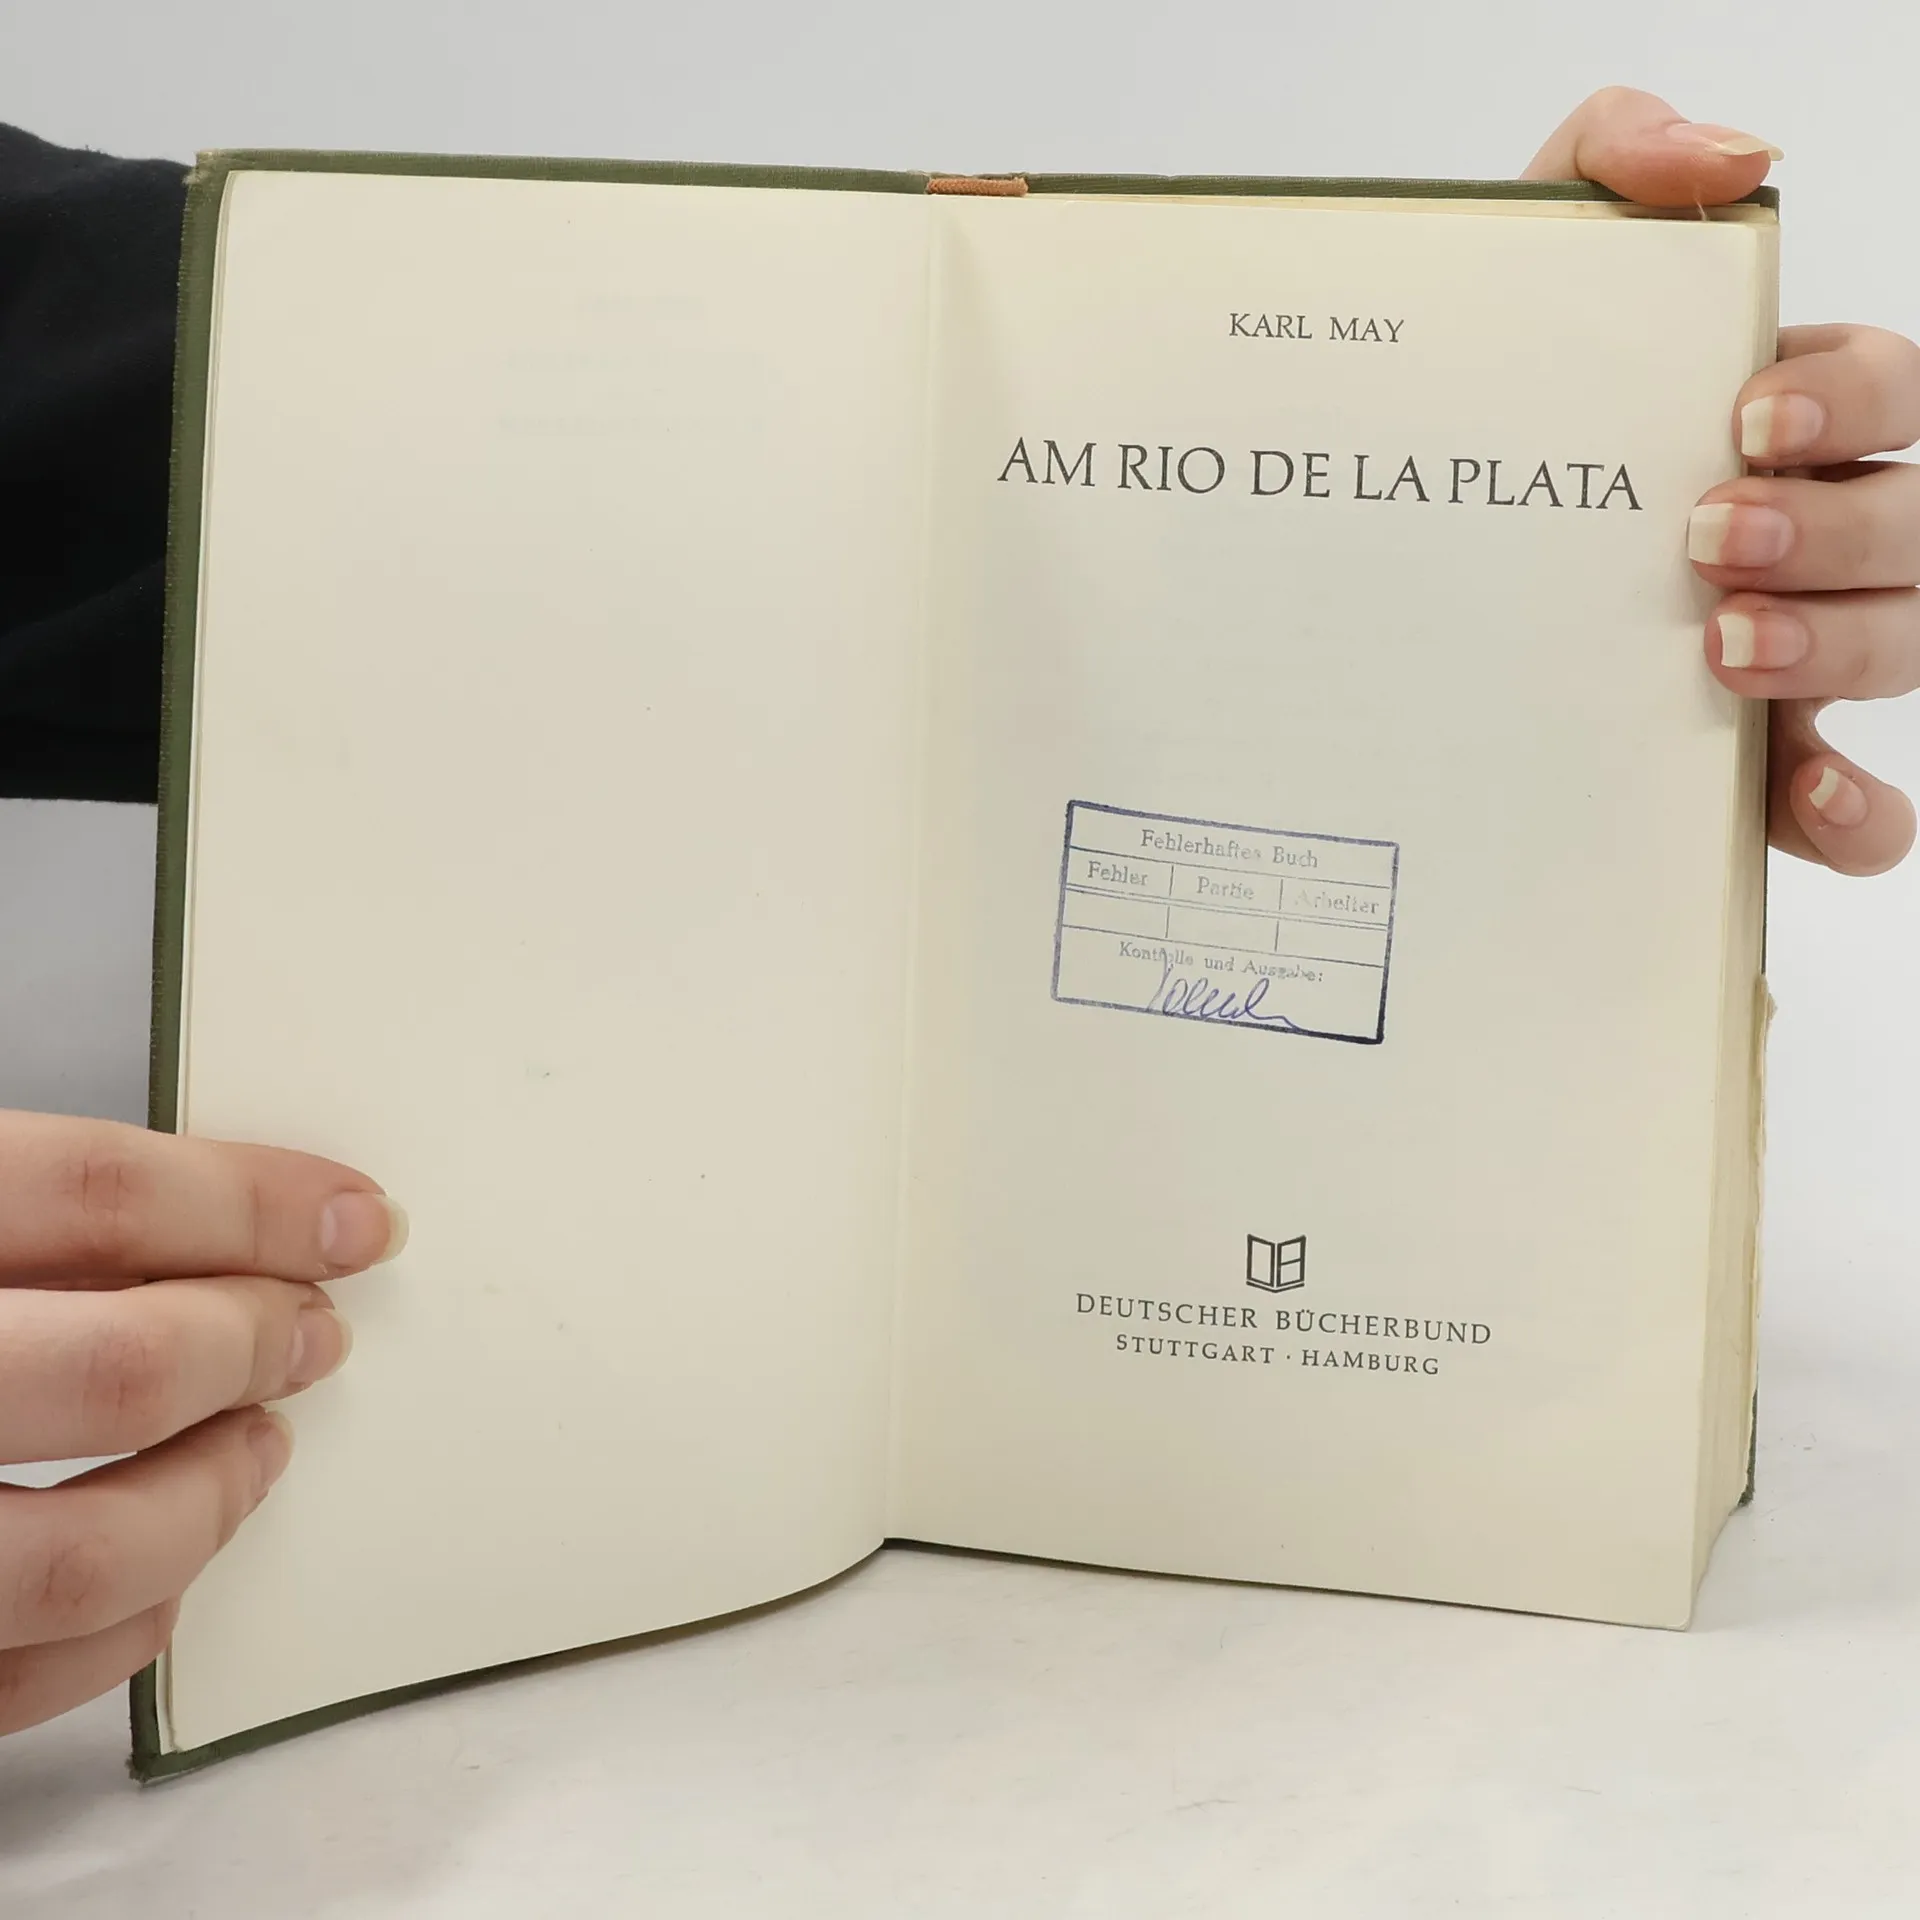 KARL MAY
AM RIO DE LA PLATA
Fehlerhaftes Buch
Fehler | Partie | Arbeiter
Kontrolle und Ausgabe:
DEUTSCHER BÜCHERBUND
STUTTGART · HAMBURG